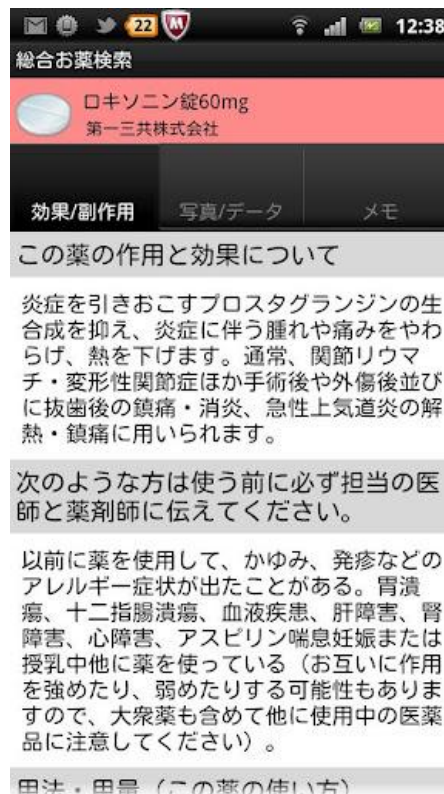 22
12:38
総合お薬検索
ロキソニン錠60mg
第一三共株式会社
効果/副作用
写真/データ
メモ
この薬の作用と効果について
炎症を引きおこすプロスタグランジンの生
合成を抑え、炎症に伴う腫れや痛みをやわ
らげ、熱を下げます。通常、関節リウマ
チ・変形性関節症ほか手術後や外傷後並び
に抜歯後の鎮痛・消炎、急性上気道炎の解
熱・鎮痛に用いられます。
次のような方は使う前に必ず担当の医
師と薬剤師に伝えてください。
以前に薬を使用して、かゆみ、発疹などの
アレルギー症状が出たことがある。胃潰
瘍、十二指腸潰瘍、血液疾患、肝障害、腎
障害、心障害、アスピリン喘息妊娠または
授乳中他に薬を使っている（お互いに作用
を強めたり、弱めたりする可能性もありま
すので、大衆薬も含めて他に使用中の医薬
品に注意してください）。
用法・用量（この薬の使い方）